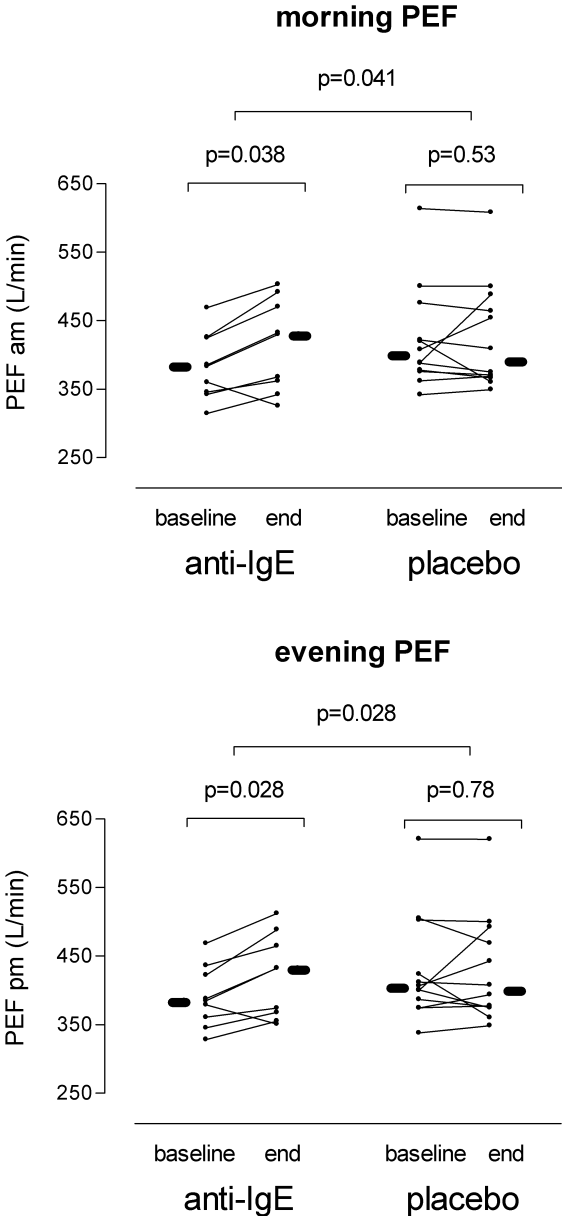 morning PEF
p=0.041
p=0.038 p=0.53
650
550
450
350
250
PEF am (L/min)
baseline end baseline end
anti-IgE placebo
evening PEF
p=0.028
p=0.028 p=0.78
650
550
450
350
250
PEF pm (L/min)
baseline end baseline end
anti-IgE placebo